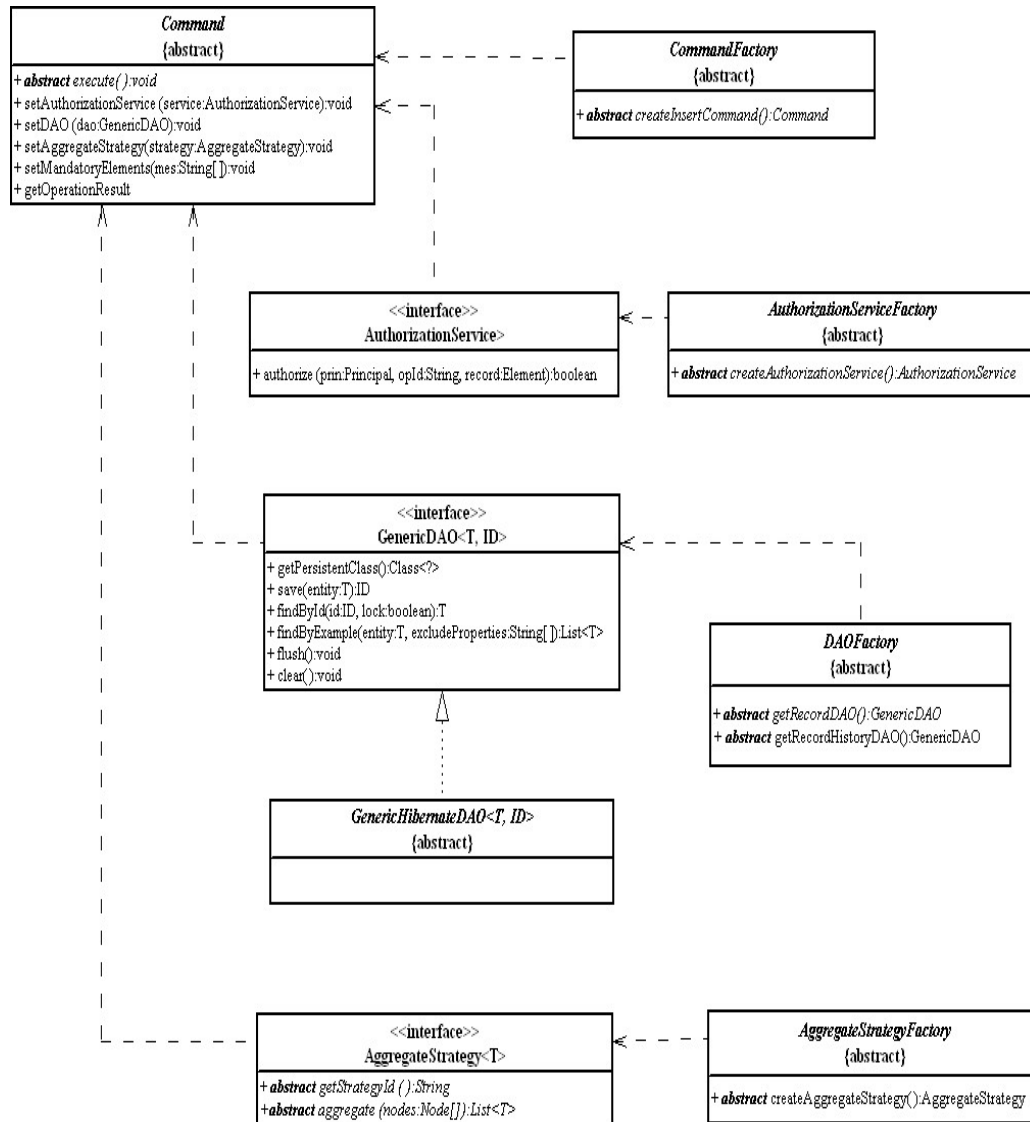 Command
{abstract}
+ abstract execute():void
+ setAuthorizationService (service:AuthorizationService):void
+ setDAO (dao:GenericDAO):void
+ setAggregateStrategy(strategy:AggregateStrategy):void
+ setMandatoryElements(mes:String[ ]):void
+ getOperationResult
CommandFactory
{abstract}
+ abstract createInsertCommand():Command
<<interface>>
AuthorizationService>
+ authorize (prin:Principal, opId:String, record:Element):boolean
AuthorizationServiceFactory
{abstract}
+ abstract createAuthorizationService():AuthorizationService
<<interface>>
GenericDAO<T, ID>
+ getPersistentClass():Class<?>
+ save(entity:T):ID
+ findById(id:ID, lock:boolean):T
+ findByExample(entity:T, excludeProperties:String[ ]):List<T>
+ flush():void
+ clear():void
DAOFactory
{abstract}
+ abstract getRecordDAO():GenericDAO
+ abstract getRecordHistoryDAO():GenericDAO
GenericHibernateDAO<T, ID>
{abstract}
<<interface>>
AggregateStrategy<T>
+ abstract getStrategyId ():String
+abstract aggregate (nodes:Node[]):List<T>
AggregateStrategyFactory
{abstract}
+ abstract createAggregateStrategy():AggregateStrategy